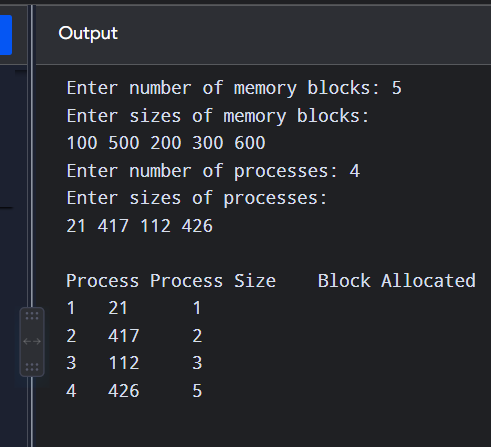 Output
Enter number of memory blocks: 5
Enter sizes of memory blocks:
100 500 200 300 600
Enter number of processes: 4
Enter sizes of processes:
21 417 112 426
Process Process Size    Block Allocated
1   21      1
2   417      2
3   112      3
4   426      5